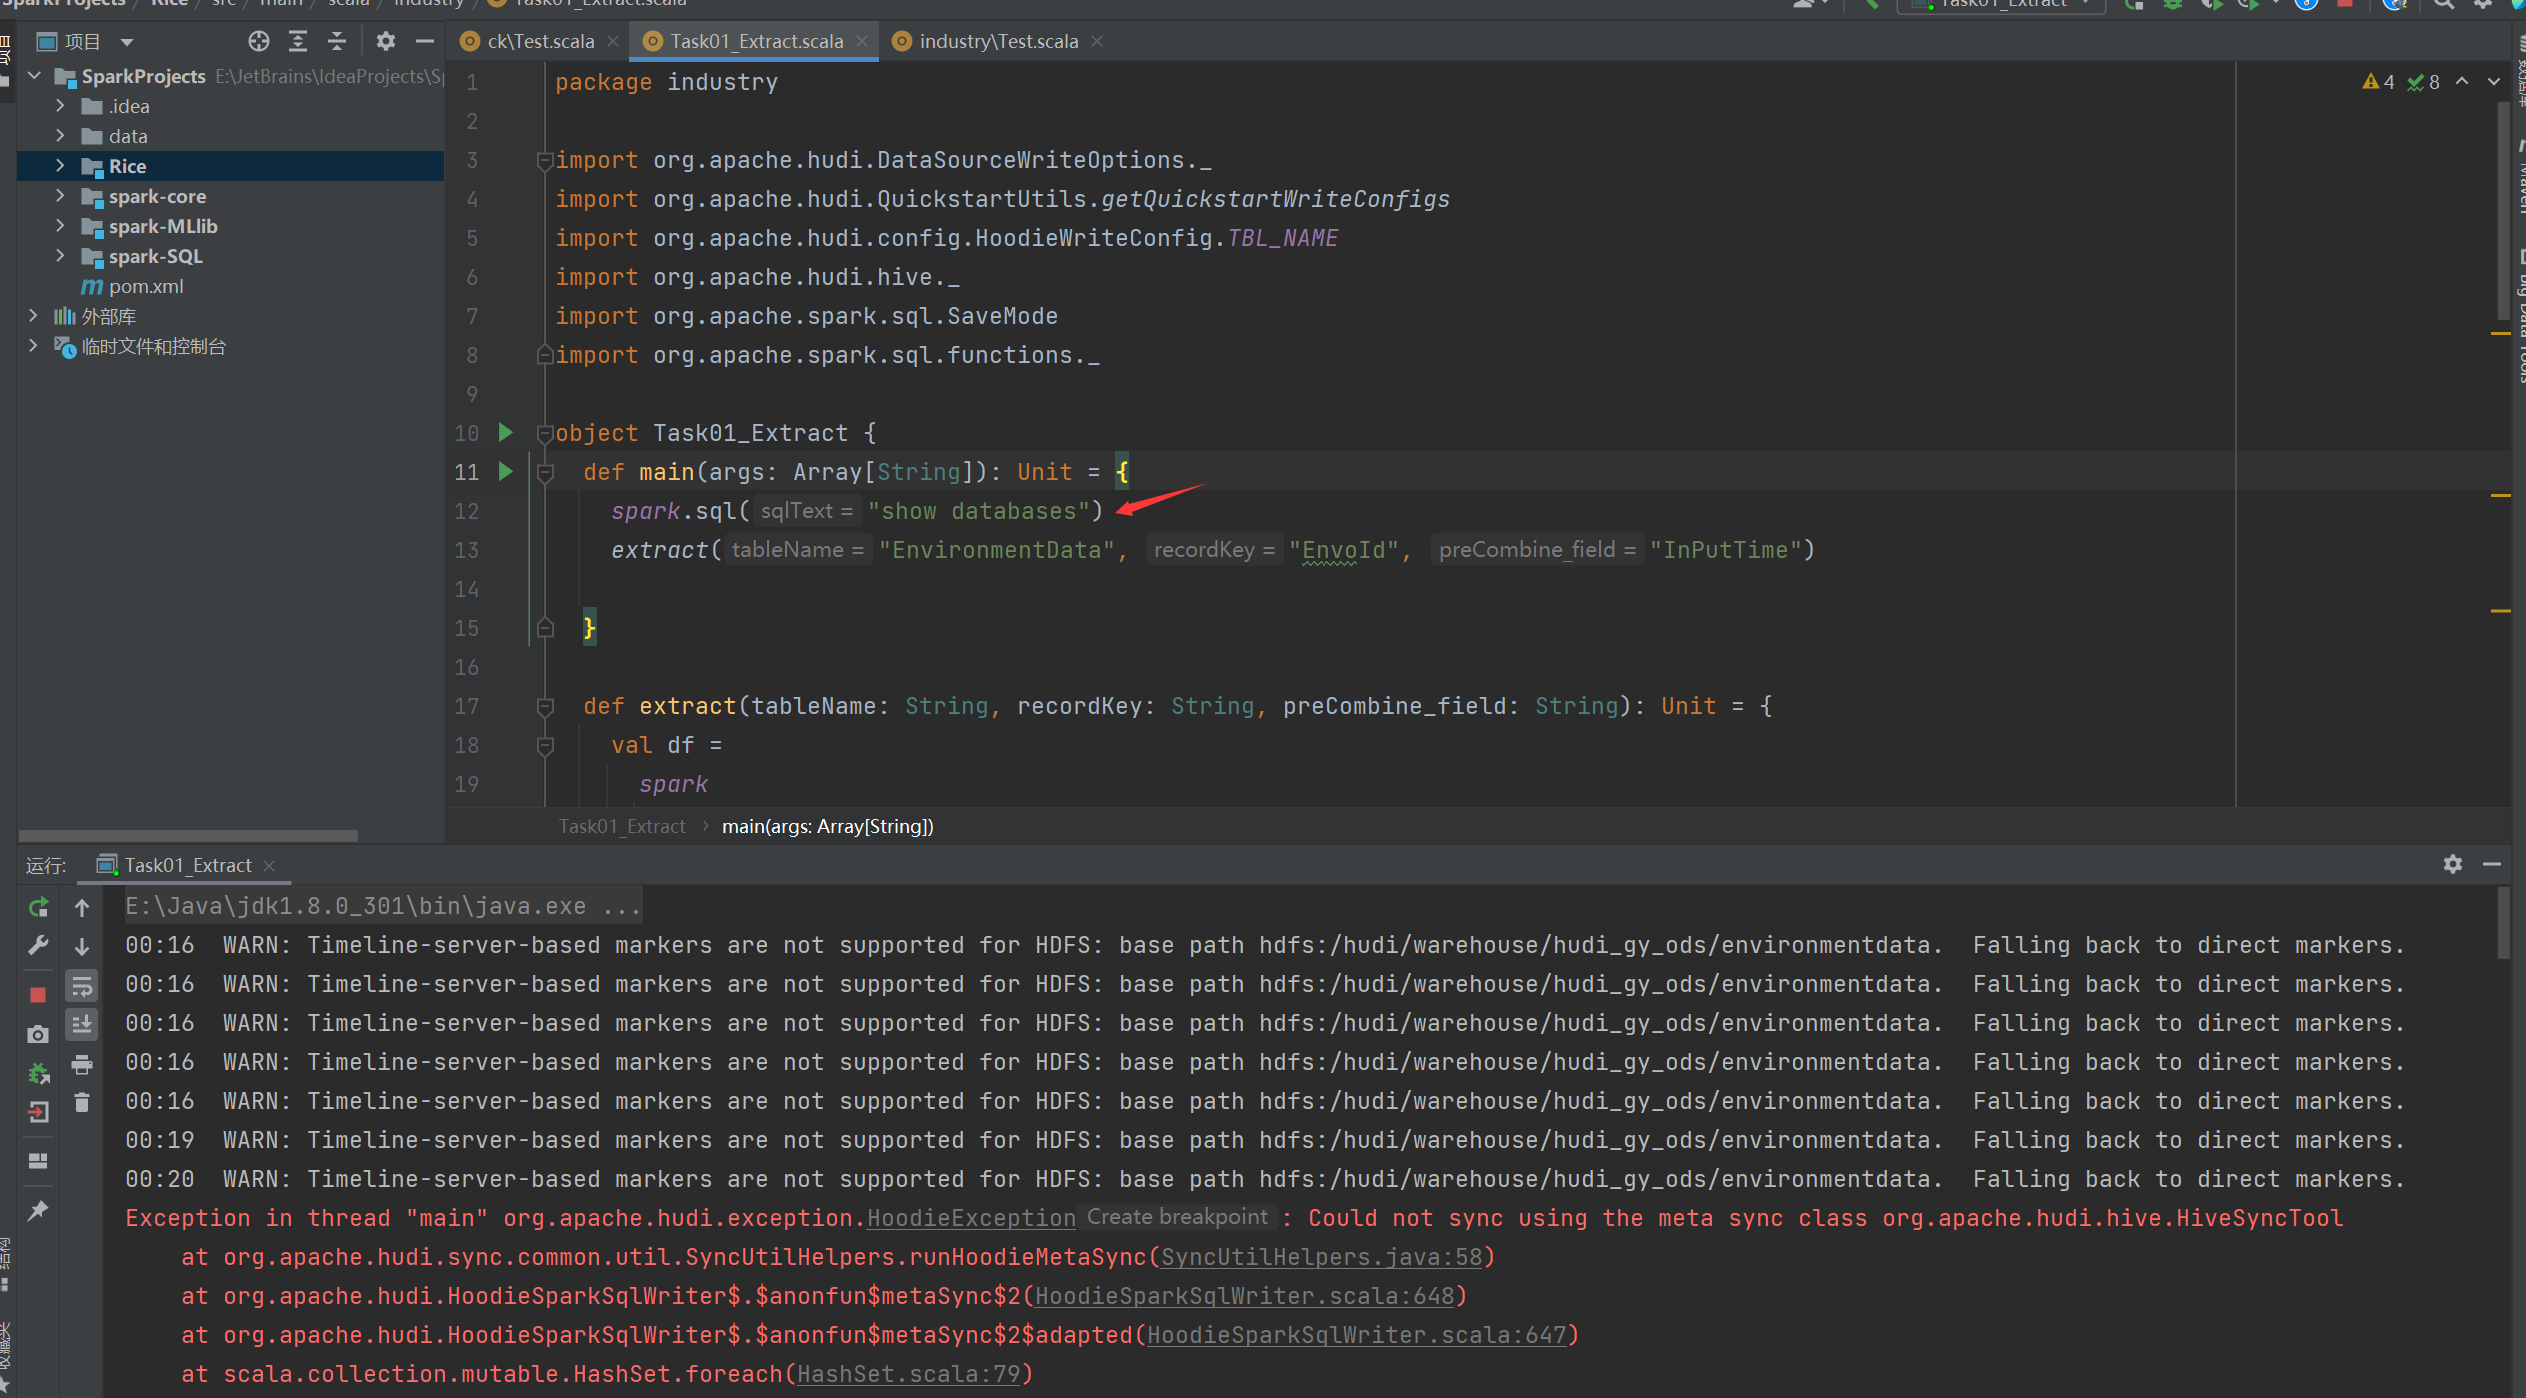 SparkProjects / Rice / src / main / scala / industry / Task01_Extract.scala
Task01_Extract
项目
ck\Test.scala
Task01_Extract.scala
industry\Test.scala
SparkProjects E:\JetBrains\IdeaProjects\Sp
.idea
data
Rice
spark-core
spark-MLlib
spark-SQL
pom.xml
外部库
临时文件和控制台
4 8
1 package industry
2
3 import org.apache.hudi.DataSourceWriteOptions._
4 import org.apache.hudi.QuickstartUtils.getQuickstartWriteConfigs
5 import org.apache.hudi.config.HoodieWriteConfig.TBL_NAME
6 import org.apache.hudi.hive._
7 import org.apache.spark.sql.SaveMode
8 import org.apache.spark.sql.functions._
9
10 object Task01_Extract {
11 def main(args: Array[String]): Unit = {
12 spark.sql( sqlText = "show databases")
13 extract( tableName = "EnvironmentData", recordKey = "EnvoId", preCombine_field = "InPutTime")
14
15 }
16
17 def extract(tableName: String, recordKey: String, preCombine_field: String): Unit = {
18 val df =
19 spark
Task01_Extract › main(args: Array[String])
运行: Task01_Extract
E:\Java\jdk1.8.0_301\bin\java.exe ...
00:16  WARN: Timeline-server-based markers are not supported for HDFS: base path hdfs:/hudi/warehouse/hudi_gy_ods/environmentdata.  Falling back to direct markers.
00:16  WARN: Timeline-server-based markers are not supported for HDFS: base path hdfs:/hudi/warehouse/hudi_gy_ods/environmentdata.  Falling back to direct markers.
00:16  WARN: Timeline-server-based markers are not supported for HDFS: base path hdfs:/hudi/warehouse/hudi_gy_ods/environmentdata.  Falling back to direct markers.
00:16  WARN: Timeline-server-based markers are not supported for HDFS: base path hdfs:/hudi/warehouse/hudi_gy_ods/environmentdata.  Falling back to direct markers.
00:16  WARN: Timeline-server-based markers are not supported for HDFS: base path hdfs:/hudi/warehouse/hudi_gy_ods/environmentdata.  Falling back to direct markers.
00:19  WARN: Timeline-server-based markers are not supported for HDFS: base path hdfs:/hudi/warehouse/hudi_gy_ods/environmentdata.  Falling back to direct markers.
00:20  WARN: Timeline-server-based markers are not supported for HDFS: base path hdfs:/hudi/warehouse/hudi_gy_ods/environmentdata.  Falling back to direct markers.
Exception in thread "main" org.apache.hudi.exception.HoodieException Create breakpoint : Could not sync using the meta sync class org.apache.hudi.hive.HiveSyncTool
at org.apache.hudi.sync.common.util.SyncUtilHelpers.runHoodieMetaSync(SyncUtilHelpers.java:58)
at org.apache.hudi.HoodieSparkSqlWriter$.$anonfun$metaSync$2(HoodieSparkSqlWriter.scala:648)
at org.apache.hudi.HoodieSparkSqlWriter$.$anonfun$metaSync$2$adapted(HoodieSparkSqlWriter.scala:647)
at scala.collection.mutable.HashSet.foreach(HashSet.scala:79)
项目
结构
收藏夹
Big Data Tools